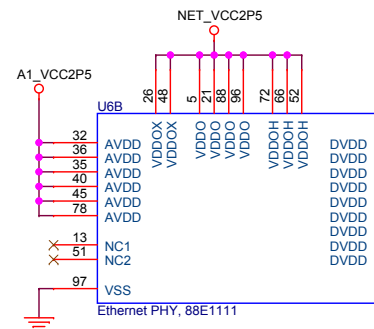 NET_VCC2P5
A1_VCC2P5
26 48 5 21 88 96 72 66 52
U6B
VDDOX VDDOX VDDO VDDO VDDO VDDO VDDOH VDDOH VDDOH
32 AVDD DVDD
36 AVDD DVDD
35 AVDD DVDD
40 AVDD DVDD
45 AVDD DVDD
78 AVDD DVDD
DVDD
13 NC1 DVDD
51 NC2 DVDD
97 VSS
Ethernet PHY, 88E1111